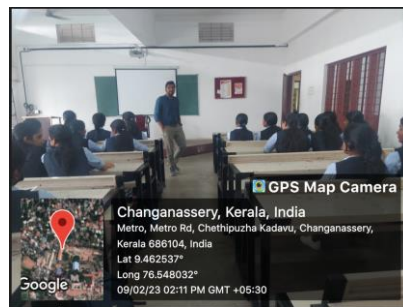 GPS Map Camera
Changanassery, Kerala, India
Metro, Metro Rd, Chethipuzha Kadavu, Changanassery,
Kerala 686104, India
Lat 9.462537°
Long 76.548032°
09/02/23 02:11 PM GMT +05:30
Google